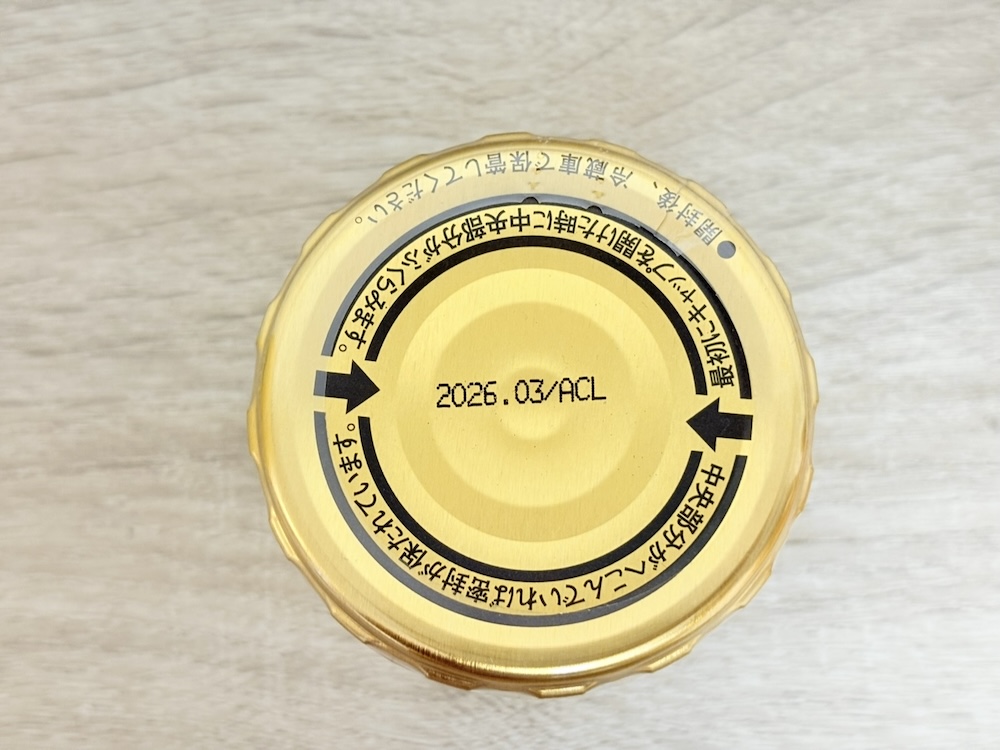 開封後、冷蔵庫で保管してください。
最初にキャップを開けた時に中央部分がふくらみます。
中央部分がへこんでいれば密封が保たれています。
2026.03/ACL